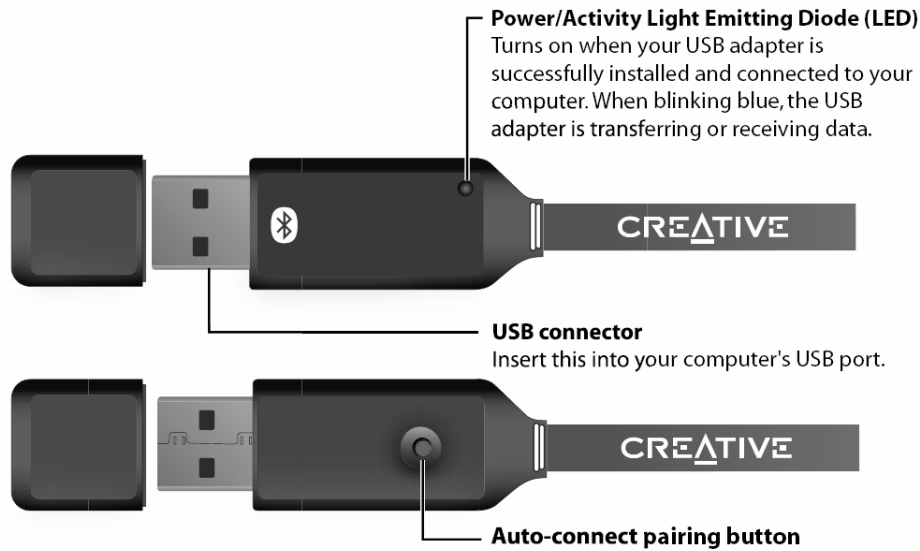 Power/Activity Light Emitting Diode (LED)
Turns on when your USB adapter is
successfully installed and connected to your
computer. When blinking blue, the USB
adapter is transferring or receiving data.
CREATIVE
USB connector
Insert this into your computer's USB port.
CREATIVE
Auto-connect pairing button